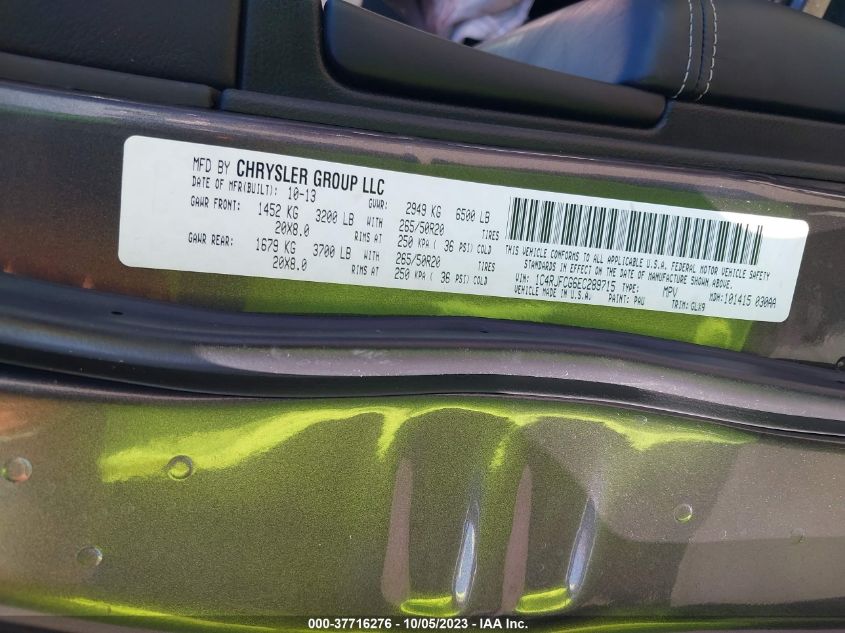 MFD BY CHRYSLER GROUP LLC
DATE OF MFR(BUILT): 10-13 GVWR: 2949 KG 6500 LB
GAWR FRONT: 1452 KG 3200 LB WITH 265/50R20 TIRES
20X8.0 RIMS AT 250 KPA ( 36 PSI) COLD
GAWR REAR: 1679 KG 3700 LB WITH 265/50R20 TIRES
20X8.0 RIMS AT 250 KPA ( 36 PSI) COLD
THIS VEHICLE CONFORMS TO ALL APPLICABLE U.S.A. FEDERAL MOTOR VEHICLE SAFETY
STANDARDS IN EFFECT ON THE DATE OF MANUFACTURE SHOWN ABOVE.
VIN: 1C4RJFCG6EC289715 TYPE: MPV MDH:101415 030AA
VEHICLE MADE IN U.S.A. PAINT: PAU TRIM:GLX9
000-37716276 - 10/05/2023 - IAA Inc.